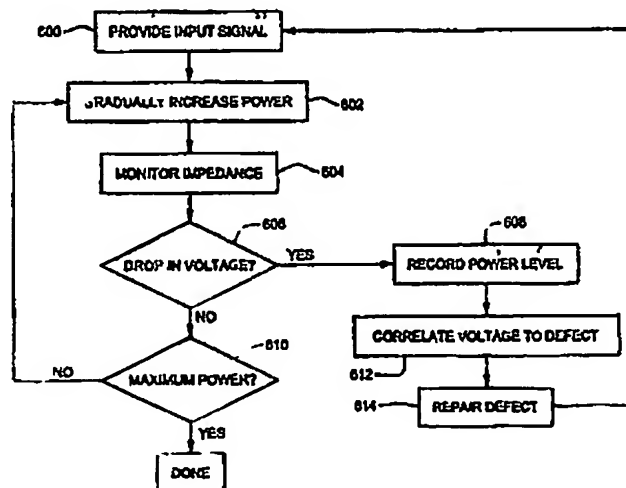 600
PROVIDE INPUT SIGNAL
GRADUALLY INCREASE POWER
602
MONITOR IMPEDANCE
604
606
DROP IN VOLTAGE?
YES
608
RECORD POWER LEVEL
NO
CORRELATE VOLTAGE TO DEFECT
612
610
NO
MAXIMUM POWER?
614
REPAIR DEFECT
YES
DONE